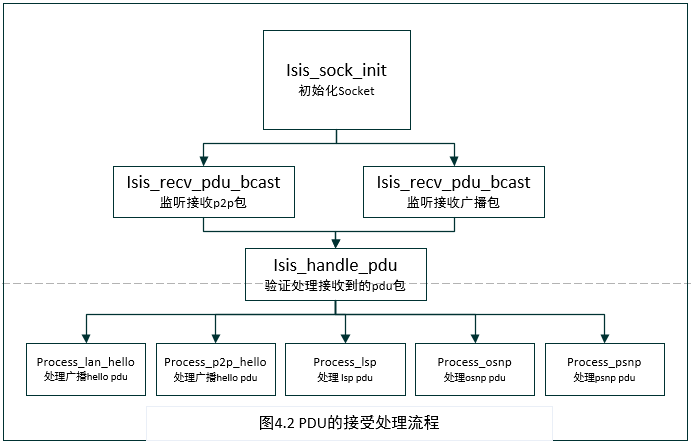 Isis_sock_init
初始化Socket
Isis_recv_pdu_bcast
监听接收p2p包
Isis_recv_pdu_bcast
监听接收广播包
Isis_handle_pdu
验证处理接收到的pdu包
Process_lan_hello
处理广播hello pdu
Process_p2p_hello
处理广播hello pdu
Process_lsp
处理 lsp pdu
Process_osnp
处理osnp pdu
Process_psnp
处理psnp pdu
图4.2 PDU的接受处理流程